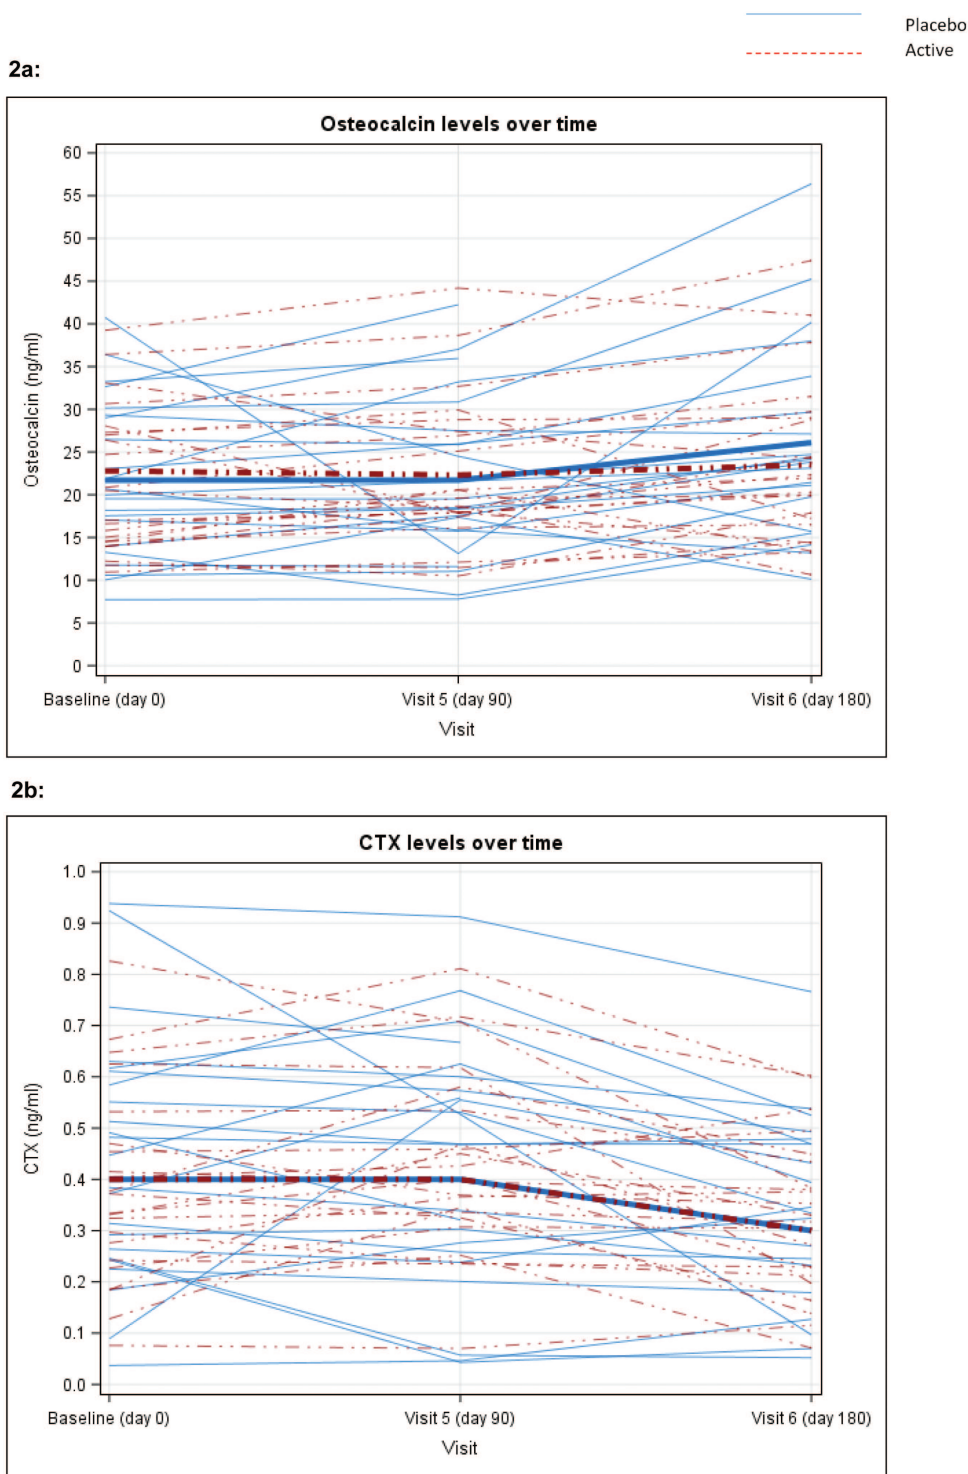 Placebo
Active
2a:
Osteocalcin levels over time
60
55
50
45
40
35
30
25
20
15
10
5
0
Osteocalcin (ng/ml)
Baseline (day 0)
Visit 5 (day 90)
Visit 6 (day 180)
Visit
2b:
CTX levels over time
1.0
0.9
0.8
0.7
0.6
0.5
0.4
0.3
0.2
0.1
0.0
CTX (ng/ml)
Baseline (day 0)
Visit 5 (day 90)
Visit 6 (day 180)
Visit